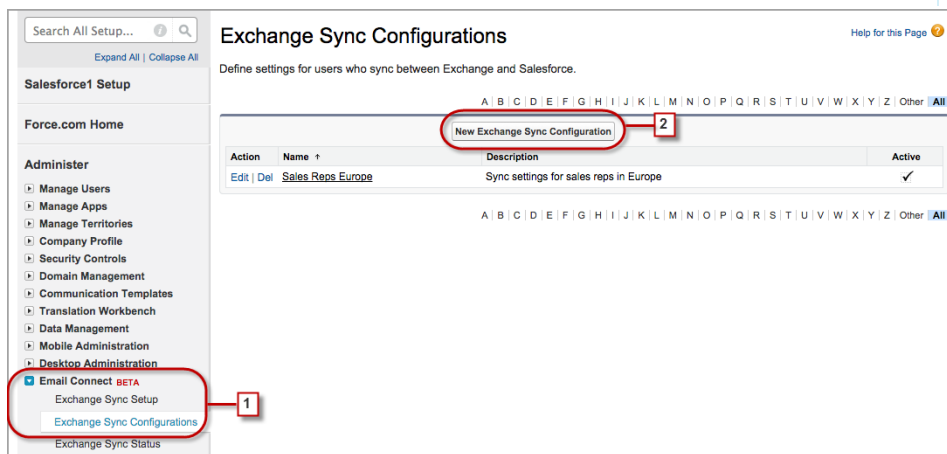 Search All Setup...
Expand All | Collapse All
Salesforce1 Setup
Force.com Home
Administer
Manage Users
Manage Apps
Manage Territories
Company Profile
Security Controls
Domain Management
Communication Templates
Translation Workbench
Data Management
Mobile Administration
Desktop Administration
Email Connect BETA
Exchange Sync Setup
Exchange Sync Configurations
Exchange Sync Status
1
Exchange Sync Configurations
Help for this Page ?
Define settings for users who sync between Exchange and Salesforce.
A | B | C | D | E | F | G | H | I | J | K | L | M | N | O | P | Q | R | S | T | U | V | W | X | Y | Z | Other | All
New Exchange Sync Configuration
2
Action Name ↑ Description Active
Edit | Del Sales Reps Europe Sync settings for sales reps in Europe ✓
A | B | C | D | E | F | G | H | I | J | K | L | M | N | O | P | Q | R | S | T | U | V | W | X | Y | Z | Other | All